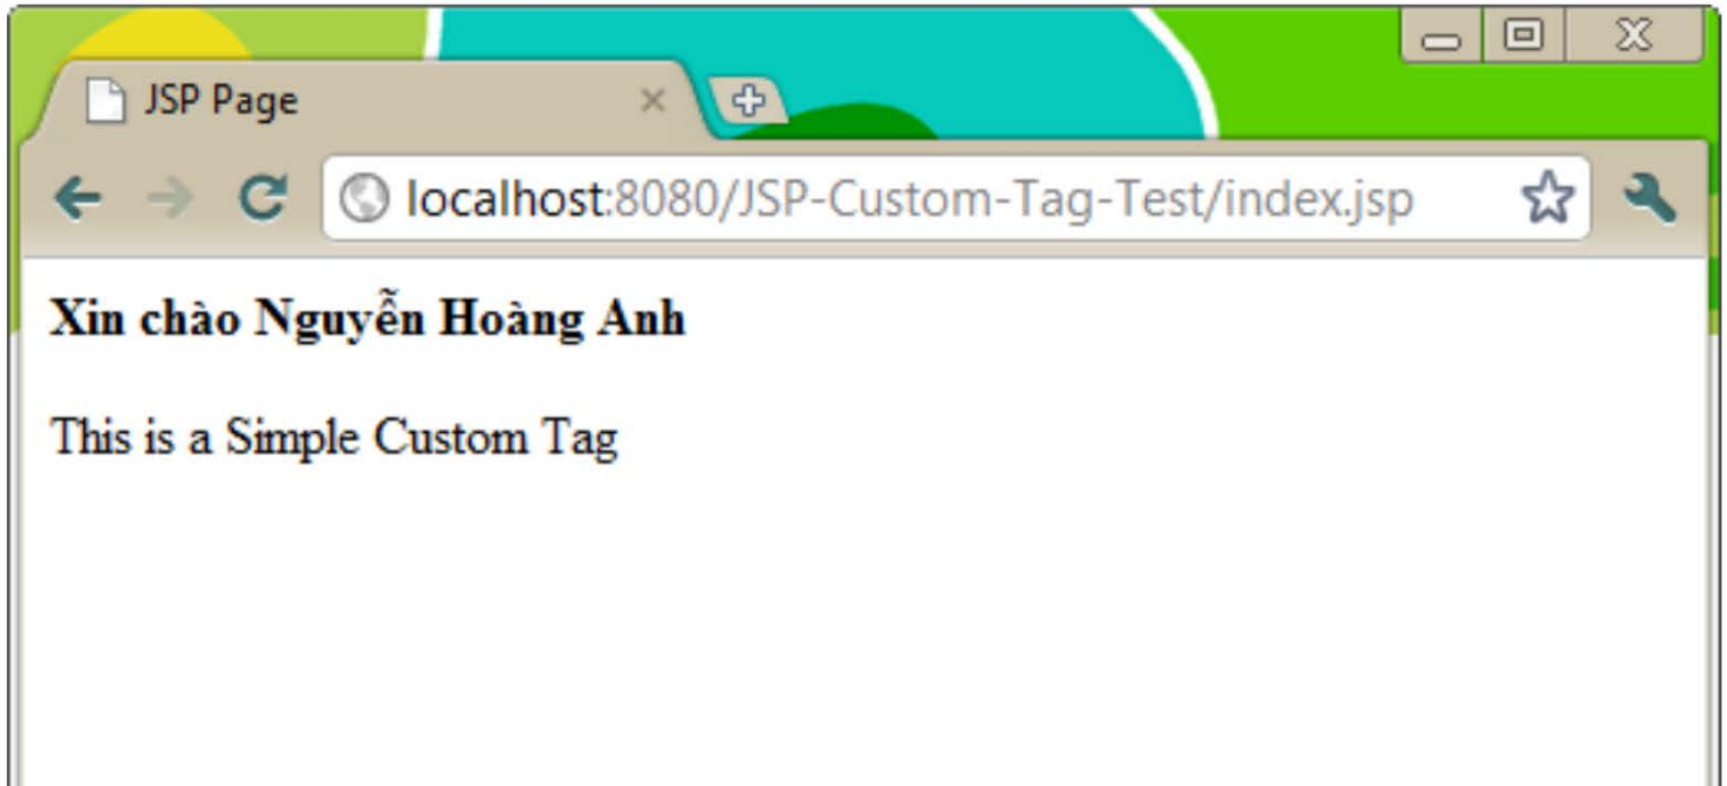 JSP Page
localhost:8080/JSP-Custom-Tag-Test/index.jsp
Xin chào Nguyễn Hoàng Anh
This is a Simple Custom Tag